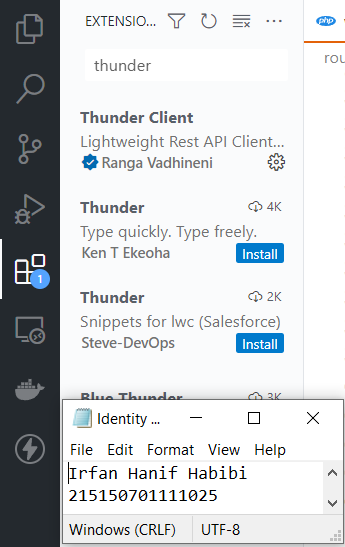 EXTENSIO...
php
thunder
rou
Thunder Client
Lightweight Rest API Client...
Ranga Vadhineni
Thunder 4K
Type quickly. Type freely.
Ken T Ekeoha Install
Thunder 2K
Snippets for lwc (Salesforce)
Steve-DevOps Install
1
Blue Thunder 3K
Identity ...
File Edit Format View Help
Irfan Hanif Habibi
215150701111025
Windows (CRLF) UTF-8